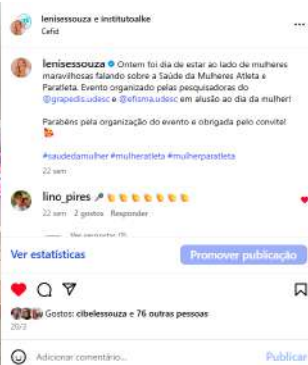 lenisessouza e institutoalke
Cefid
lenisessouza Ontem foi dia de estar ao lado de mulheres
maravilhosas falando sobre a Saúde da Mulheres Atleta e
Paratleta. Evento organizado pelas pesquisadoras do
@grapedis.udesc e @efisma.udesc em alusão ao dia da mulher!
Parabéns pela organização do evento e obrigada pelo convite!
#saudedamulher #mulheratleta #mulherparatleta
22 sem
lino_pires
22 sem 2 gostos Responder
Ver estatísticas
Promover publicação
Gostos: cibelessouza e 76 outras pessoas
20/3
Adicionar comentário...
Publicar